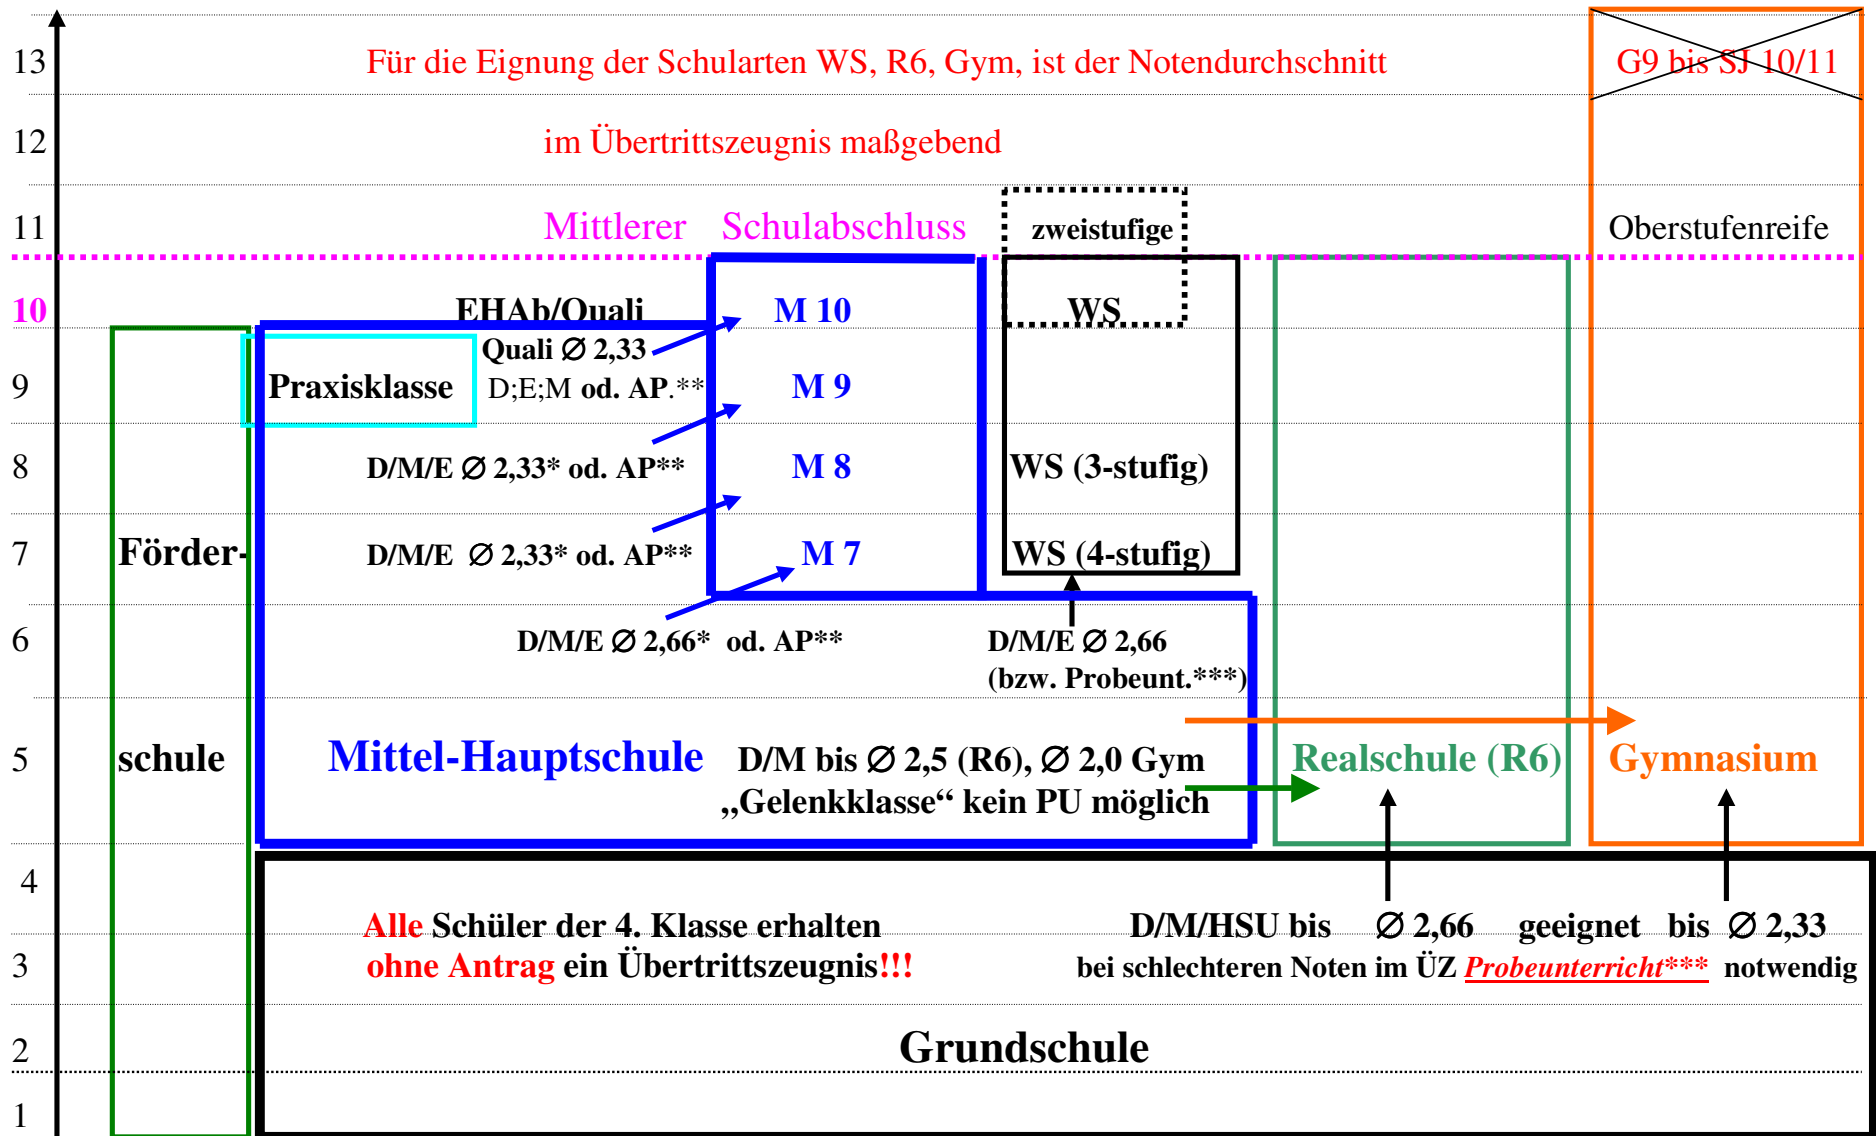 13 Für die Eignung der Schularten WS, R6, Gym, ist der Notendurchschnitt G9 bis SJ 10/11
12 im Übertrittszeugnis maßgebend
11 Mittlerer Schulabschluss zweistufige Oberstufenreife
10 EHAb/Quali M 10 WS
Quali Ø 2,33
9 Praxisklasse D;E;M od. AP.** M 9
8 D/M/E Ø 2,33* od. AP** M 8 WS (3-stufig)
7 Förder- D/M/E Ø 2,33* od. AP** M 7 WS (4-stufig)
6 D/M/E Ø 2,66* od. AP** D/M/E Ø 2,66
(bzw. Probeunt.***)
5 schule Mittel-Hauptschule D/M bis Ø 2,5 (R6), Ø 2,0 Gym Realschule (R6) Gymnasium
„Gelenkklasse“ kein PU möglich
4
Alle Schüler der 4. Klasse erhalten D/M/HSU bis Ø 2,66 geeignet bis Ø 2,33
3 ohne Antrag ein Übertrittszeugnis!!! bei schlechteren Noten im ÜZ Probeunterricht*** notwendig
2 Grundschule
1